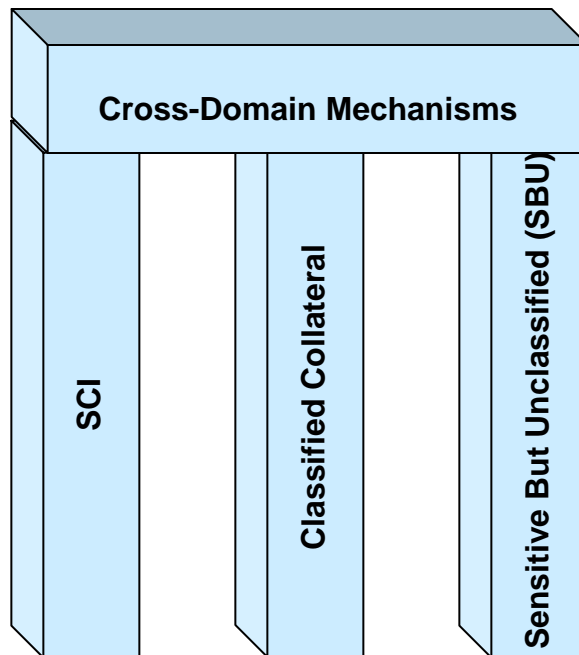 Cross-Domain Mechanisms
SCI
Classified Collateral
Sensitive But Unclassified (SBU)